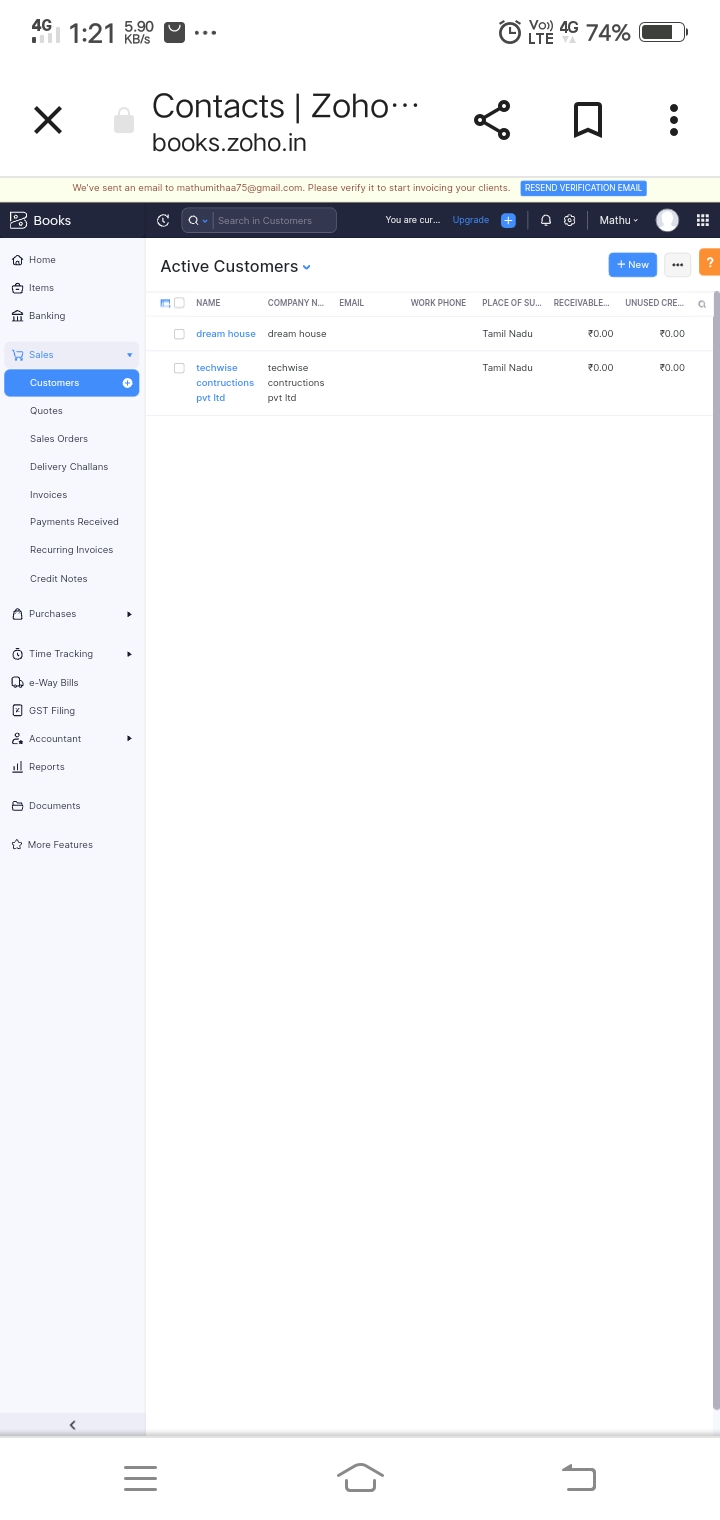 4G 1:21 5.90 KB/s ... Vo)) LTE 4G 74%
Contacts | Zoho...
books.zoho.in
We've sent an email to mathumithaa75@gmail.com. Please verify it to start invoicing your clients. RESEND VERIFICATION EMAIL
Books Search in Customers You are cur... Upgrade + Mathu
Home
Active Customers + New ... ?
Items
Banking
NAME COMPANY N... EMAIL WORK PHONE PLACE OF SU... RECEIVABLE... UNUSED CRE...
dream house dream house Tamil Nadu ₹0.00 ₹0.00
techwise techwise Tamil Nadu ₹0.00 ₹0.00
contructions contructions
pvt ltd pvt ltd
Sales
Customers
Quotes
Sales Orders
Delivery Challans
Invoices
Payments Received
Recurring Invoices
Credit Notes
Purchases
Time Tracking
e-Way Bills
GST Filing
Accountant
Reports
Documents
More Features